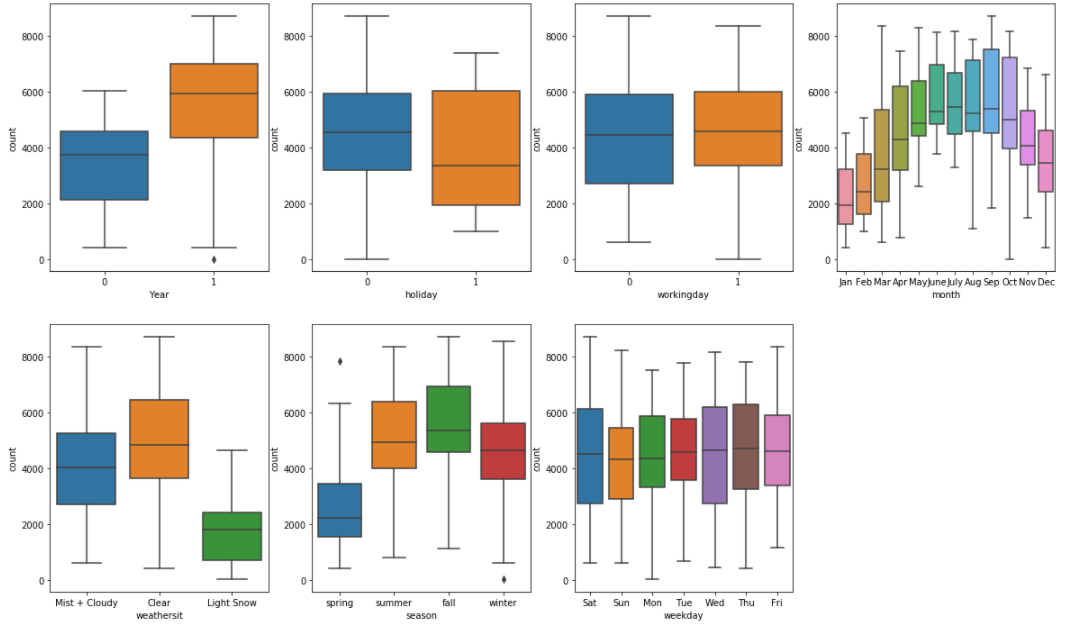 8000
6000
4000
2000
0
count
0 1
Year
8000
6000
4000
2000
0
count
0 1
holiday
8000
6000
4000
2000
0
count
0 1
workingday
8000
6000
4000
2000
0
count
Jan Feb Mar Apr May June July Aug Sep Oct Nov Dec
month
8000
6000
4000
2000
0
count
Mist + Cloudy Clear Light Snow
weathersit
8000
6000
4000
2000
0
count
spring summer fall winter
season
8000
6000
4000
2000
0
count
Sat Sun Mon Tue Wed Thu Fri
weekday